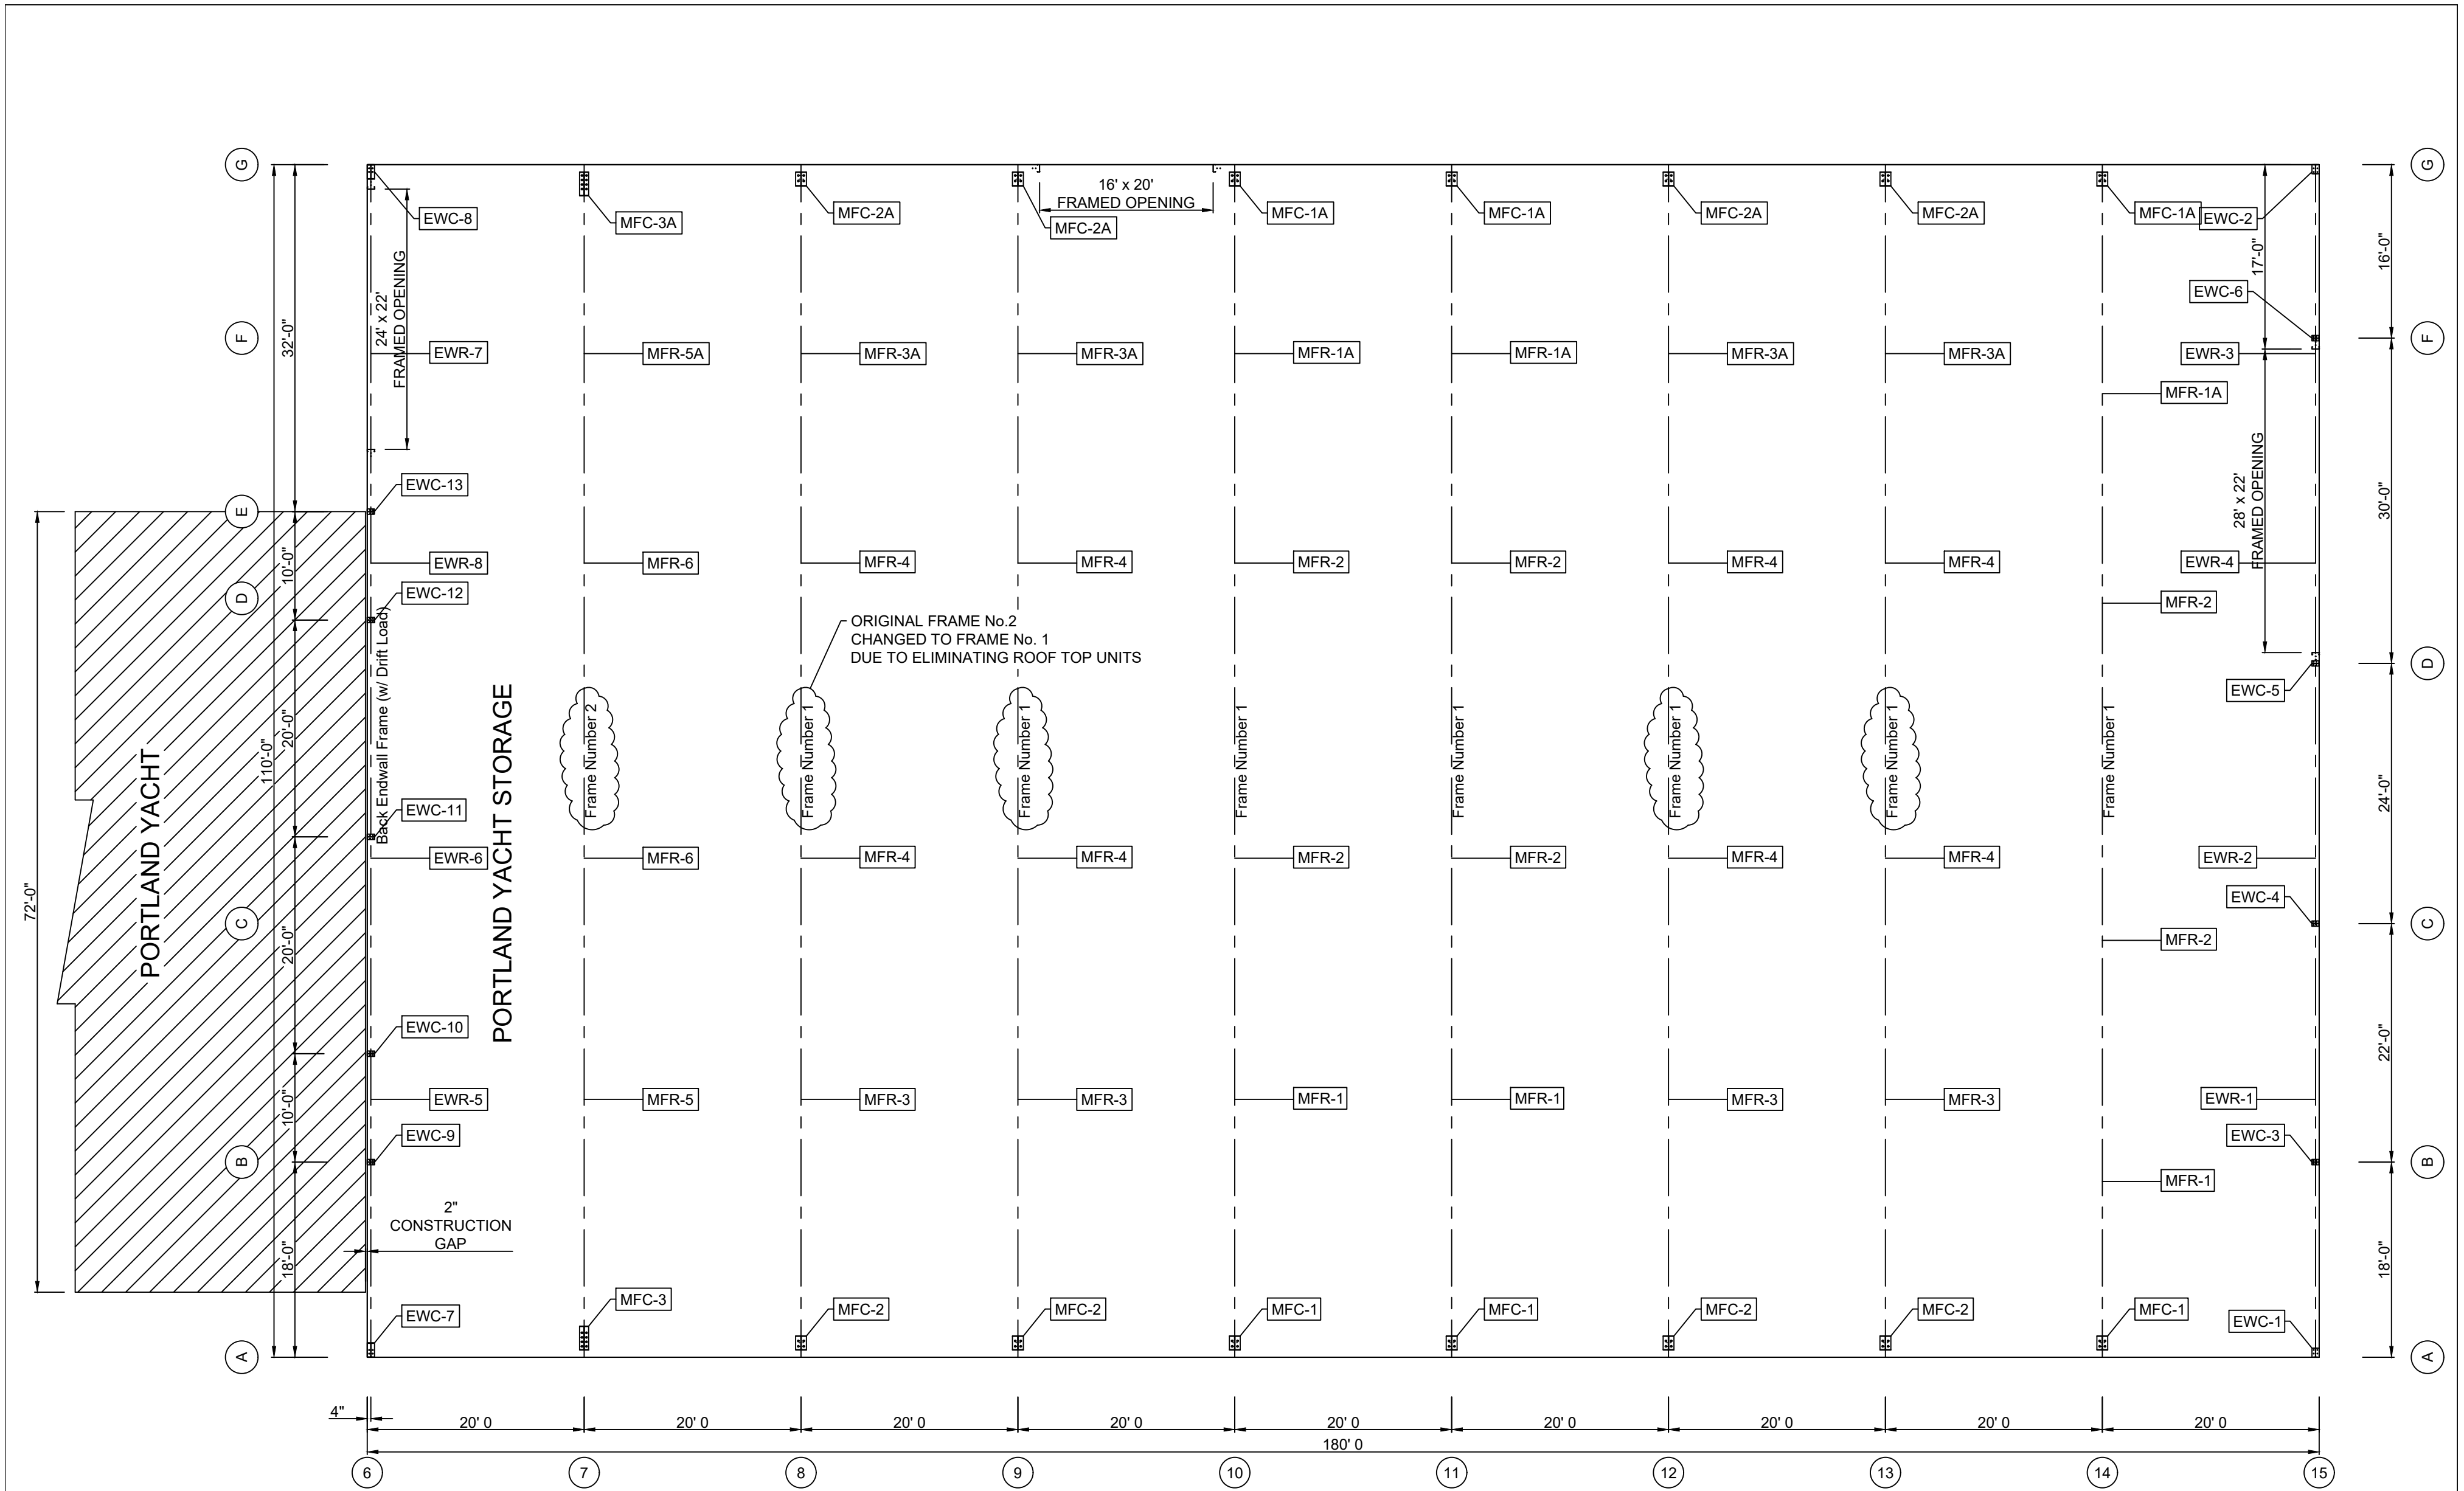 G
G
EWC-8
MFC-3A
MFC-2A
MFC-2A
16' x 20'
FRAMED OPENING
MFC-1A
MFC-1A
MFC-2A
MFC-2A
MFC-1A
EWC-2
17'-0"
16'-0"
EWC-6
24' x 22'
FRAMED OPENING
32'-0"
F
F
EWR-7
MFR-5A
MFR-3A
MFR-3A
MFR-1A
MFR-1A
MFR-3A
MFR-3A
EWR-3
MFR-1A
28' x 22'
FRAMED OPENING
30'-0"
EWC-13
E
10'-0"
EWR-8
MFR-6
MFR-4
MFR-4
MFR-2
MFR-2
MFR-4
MFR-4
EWR-4
D
EWC-12
MFR-2
ORIGINAL FRAME No.2
CHANGED TO FRAME No. 1
DUE TO ELIMINATING ROOF TOP UNITS
D
EWC-5
Back Endwall Frame (w/ Drift Load)
PORTLAND YACHT STORAGE
PORTLAND YACHT
110'-0"
20'-0"
Frame Number 2
Frame Number 1
Frame Number 1
Frame Number 1
Frame Number 1
Frame Number 1
Frame Number 1
Frame Number 1
24'-0"
EWC-11
EWR-6
MFR-6
MFR-4
MFR-4
MFR-2
MFR-2
MFR-4
MFR-4
EWR-2
72'-0"
EWC-4
C
C
20'-0"
MFR-2
EWC-10
22'-0"
EWR-5
MFR-5
MFR-3
MFR-3
MFR-1
MFR-1
MFR-3
MFR-3
EWR-1
10'-0"
EWC-9
EWC-3
B
B
MFR-1
2"
CONSTRUCTION
GAP
18'-0"
18'-0"
EWC-7
MFC-3
MFC-2
MFC-2
MFC-1
MFC-1
MFC-2
MFC-2
MFC-1
EWC-1
A
A
4"
20' 0
20' 0
20' 0
20' 0
20' 0
20' 0
20' 0
20' 0
20' 0
180' 0
6
7
8
9
10
11
12
13
14
15